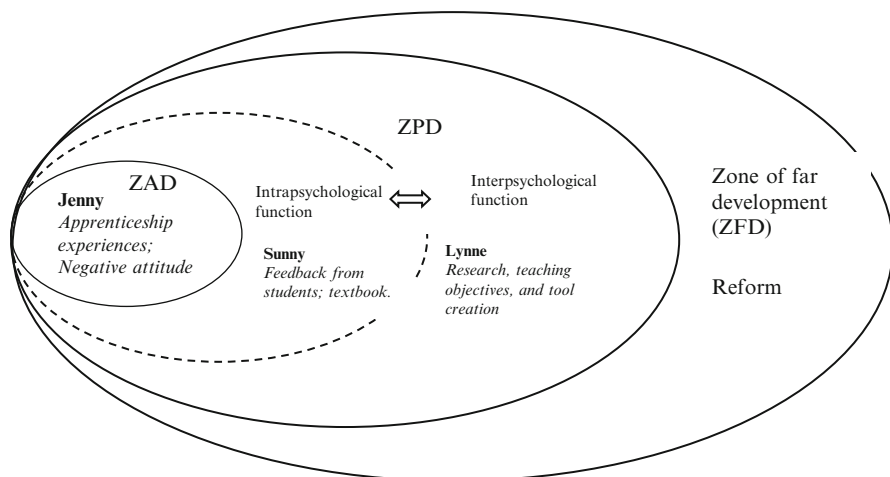 ZPD
ZAD
Jenny
Apprenticeship
experiences;
Negative attitude
Intrapsychological
function
Interpsychological
function
Sunny
Feedback from
students; textbook.
Lynne
Research, teaching
objectives, and tool
creation
Zone of far
development
(ZFD)
Reform